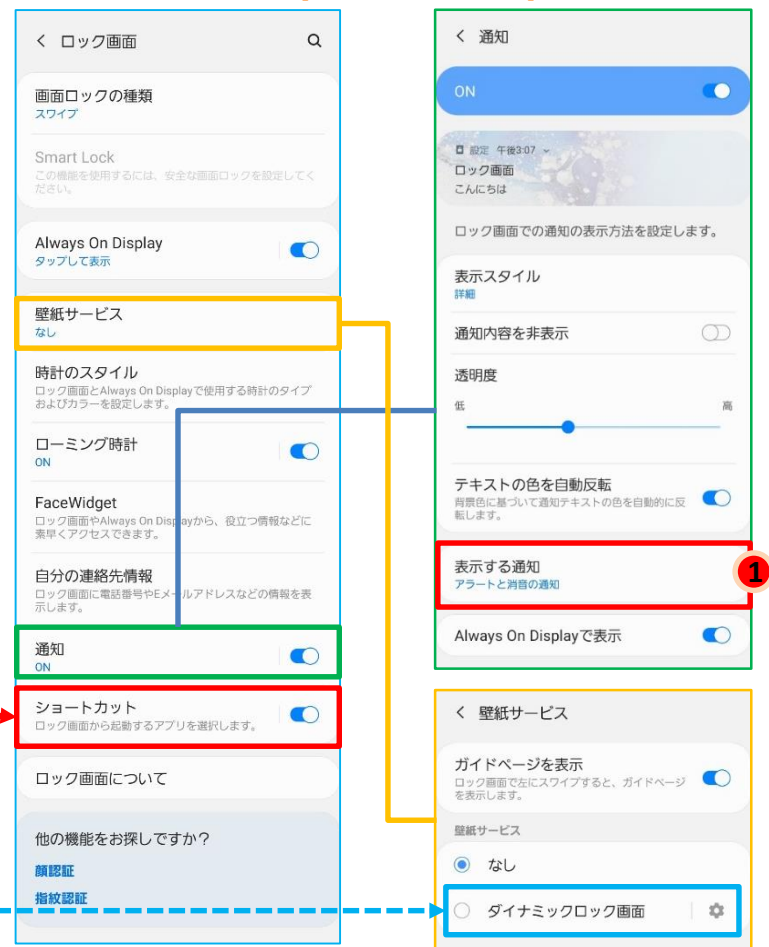 ロック画面
画面ロックの種類
スワイプ
Smart Lock
この機能を使用するには、安全な画面ロックを設定してく
ださい。
Always On Display
タップして表示
壁紙サービス
なし
時計のスタイル
ロック画面とAlways On Displayで使用する時計のタイプ
およびカラーを設定します。
ローミング時計
ON
FaceWidget
ロック画面やAlways On Displayから、役立つ情報などに
素早くアクセスできます。
自分の連絡先情報
ロック画面に電話番号やEメールアドレスなどの情報を表
示します。
通知
ON
ショートカット
ロック画面から起動するアプリを選択します。
ロック画面について
他の機能をお探しですか？
顔認証
指紋認証
通知
ON
設定 午後3:07
ロック画面
こんにちは
ロック画面での通知の表示方法を設定します。
表示スタイル
詳細
通知内容を非表示
透明度
低 高
テキストの色を自動反転
背景色に基づいて通知テキストの色を自動的に反
転します。
表示する通知
アラートと消音の通知
1
Always On Displayで表示
壁紙サービス
ガイドページを表示
ロック画面で左にスワイプすると、ガイドページ
を表示します。
壁紙サービス
なし
ダイナミックロック画面